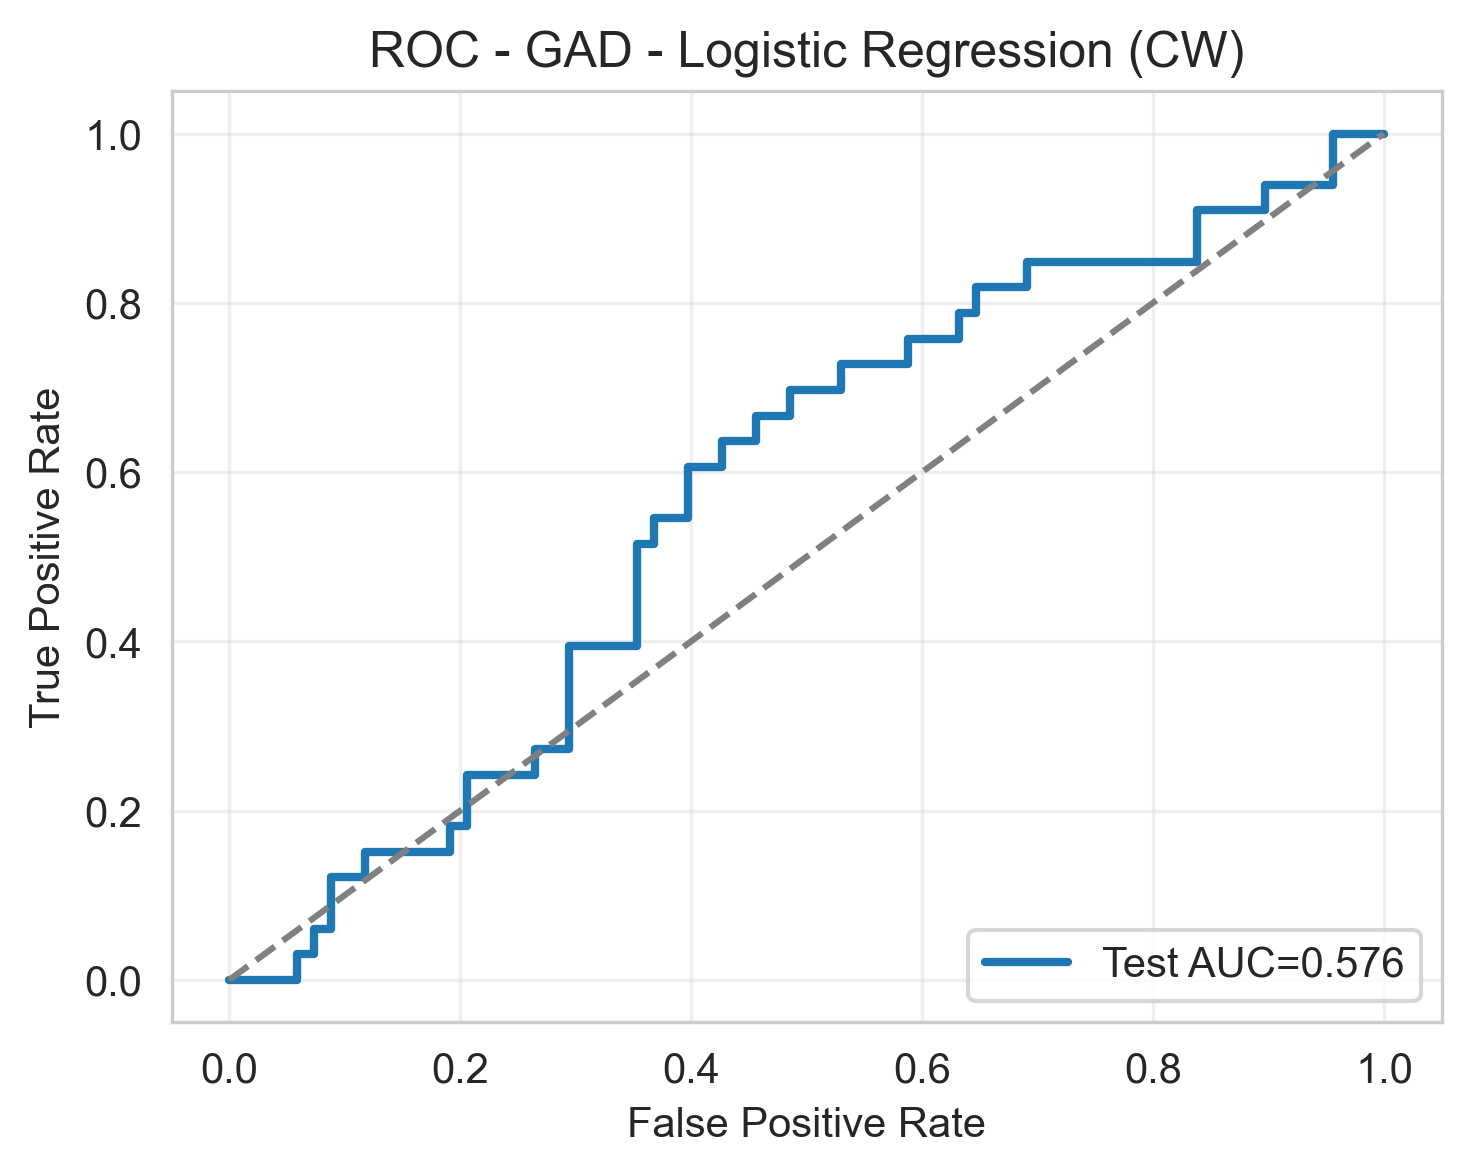 ROC - GAD - Logistic Regression (CW)
True Positive Rate
1.0
0.8
0.6
0.4
0.2
0.0
Test AUC=0.576
0.0 0.2 0.4 0.6 0.8 1.0
False Positive Rate